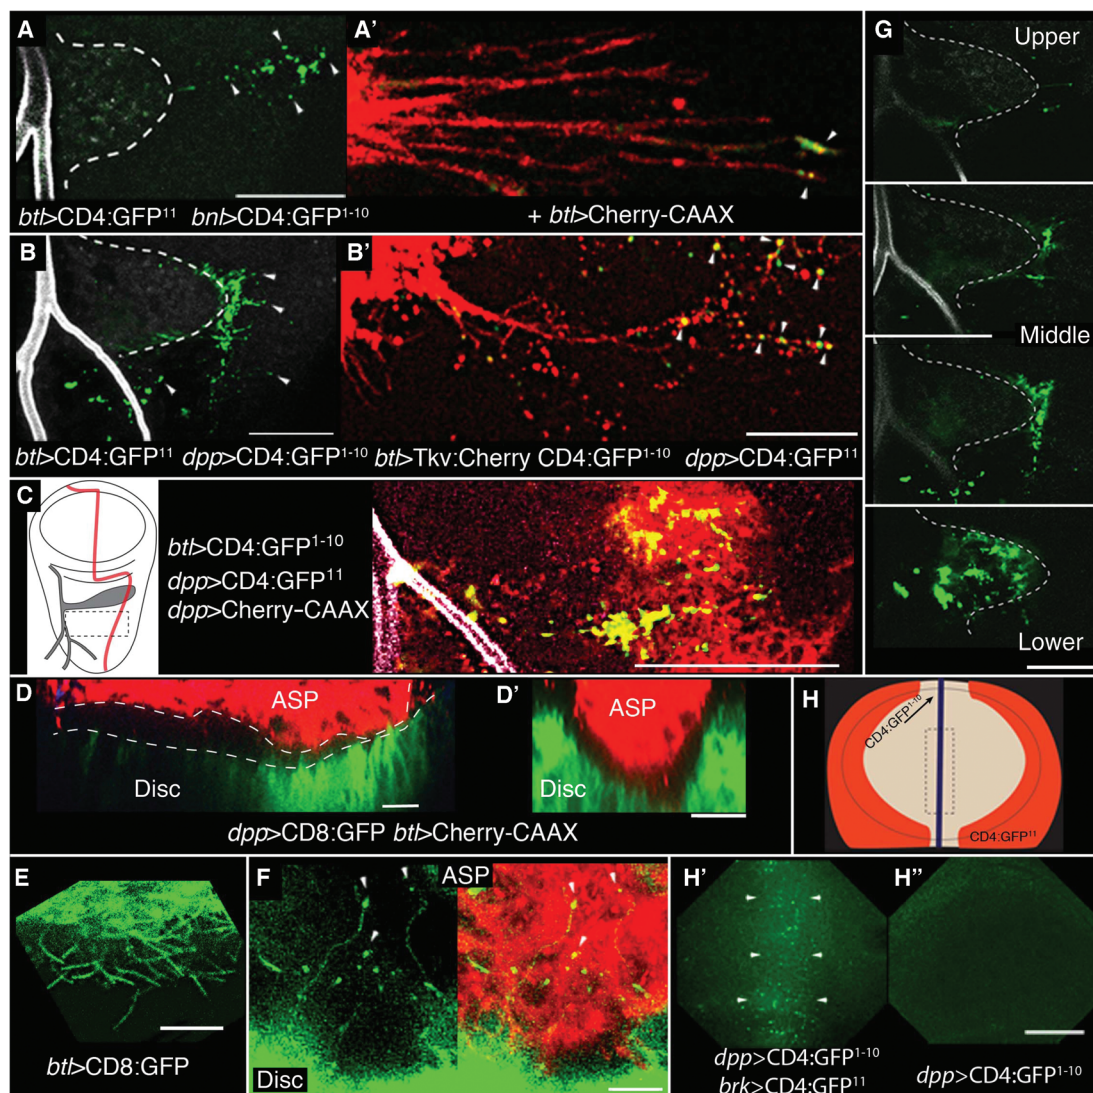 A
btl>CD4:GFP¹¹ bnl>CD4:GFP¹⁻¹⁰
A'
+ btl>Cherry-CAAX
B
btl>CD4:GFP¹¹ dpp>CD4:GFP¹⁻¹⁰
B'
btl>Tkv:Cherry CD4:GFP¹⁻¹⁰ dpp>CD4:GFP¹¹
C
btl>CD4:GFP¹⁻¹⁰
dpp>CD4:GFP¹¹
dpp>Cherry-CAAX
G
Upper
Middle
Lower
D
ASP
Disc
D'
ASP
Disc
dpp>CD8:GFP btl>Cherry-CAAX
H
CD4:GFP¹⁻¹⁰
CD4:GFP¹¹
E
btl>CD8:GFP
F
ASP
Disc
H'
dpp>CD4:GFP¹⁻¹⁰
brk>CD4:GFP¹¹
H"
dpp>CD4:GFP¹⁻¹⁰